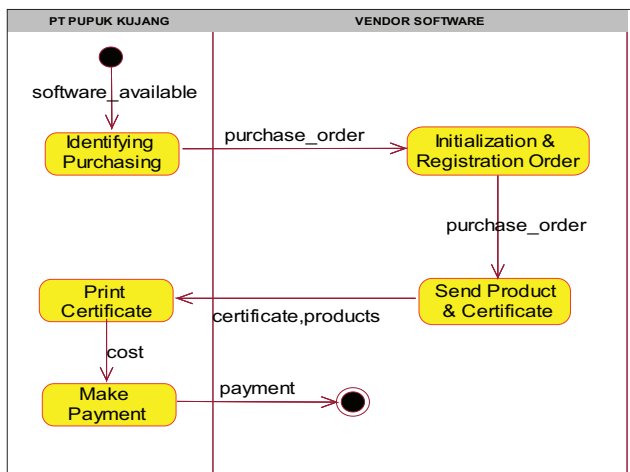 PT PUPUK KUJANG
VENDOR SOFTWARE
software_available
Identifying
Purchasing
purchase_order
Initialization &
Registration Order
purchase_order
Send Product
& Certificate
certificate,products
Print
Certificate
cost
Make
Payment
payment